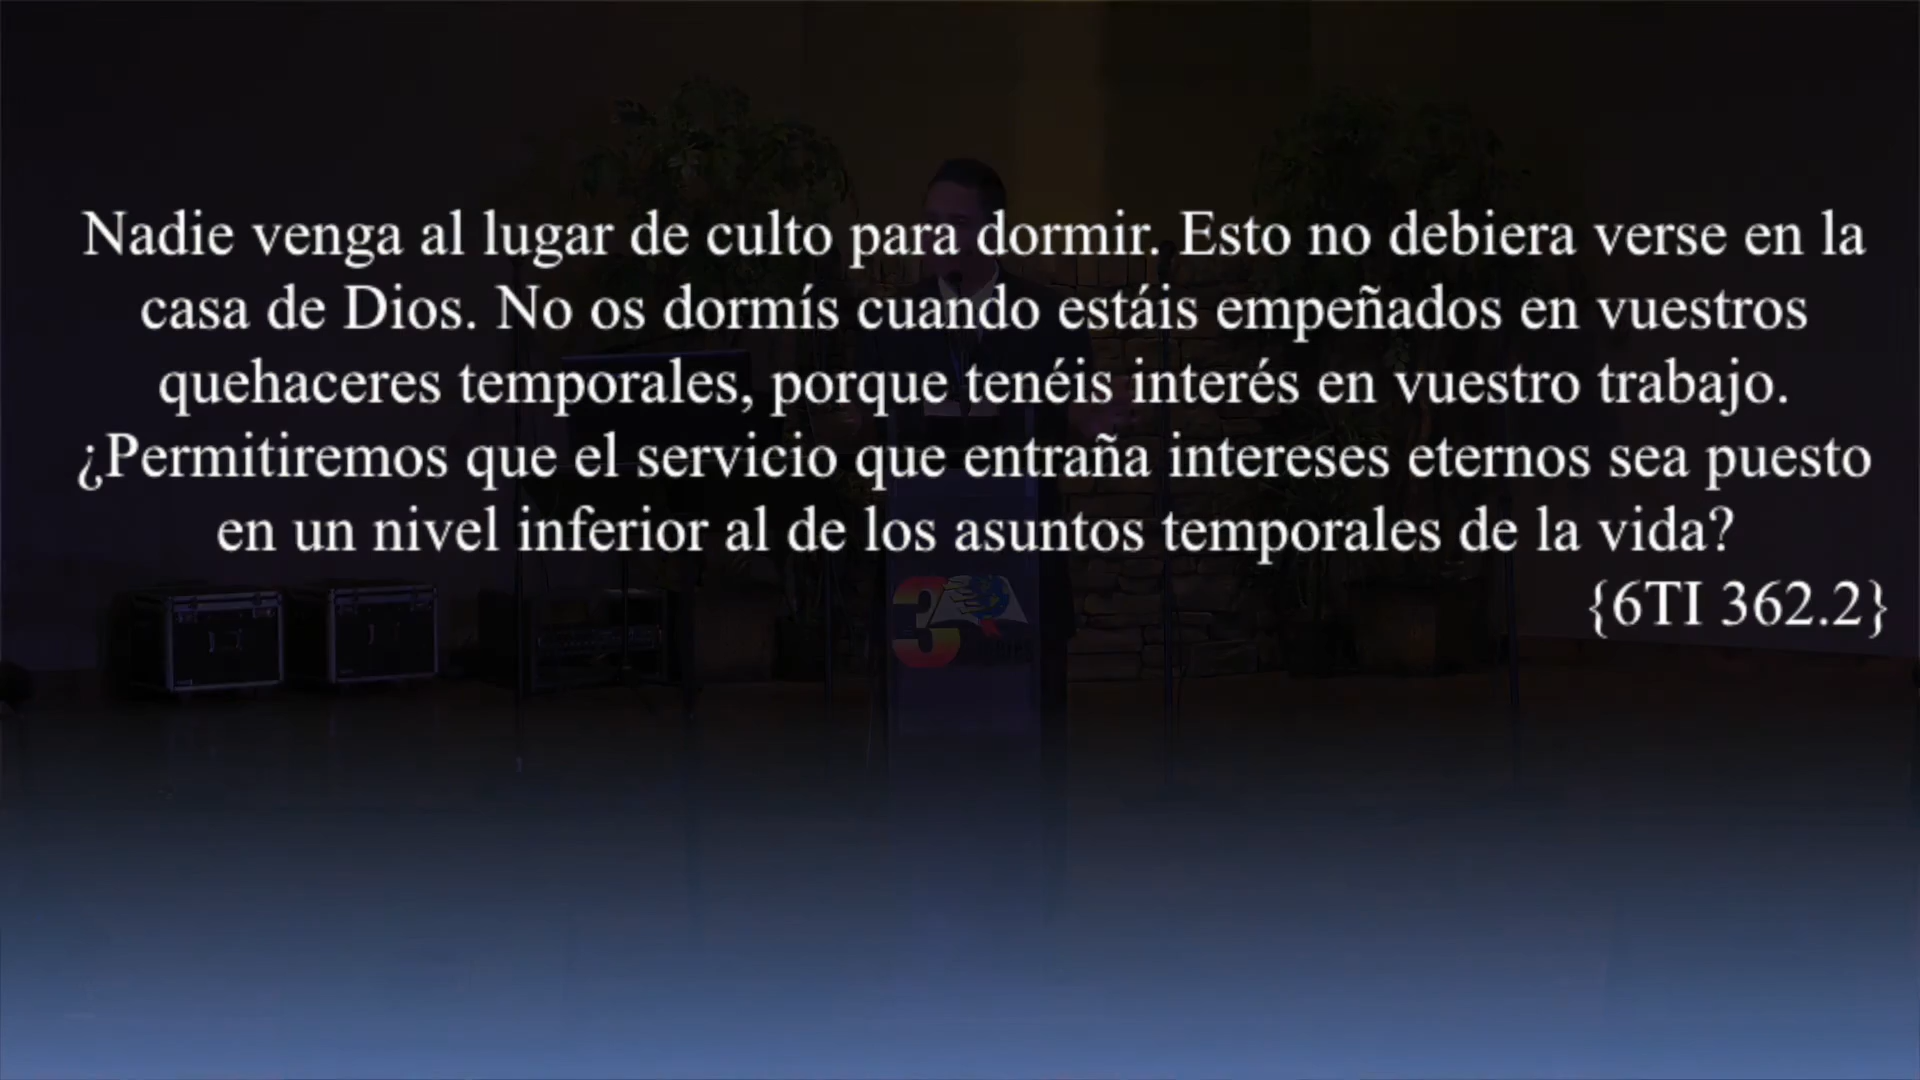 Nadie venga al lugar de culto para dormir. Esto no debiera verse en la
casa de Dios. No os dormís cuando estáis empeñados en vuestros
quehaceres temporales, porque tenéis interés en vuestro trabajo.
¿Permitiremos que el servicio que entraña intereses eternos sea puesto
en un nivel inferior al de los asuntos temporales de la vida?
{6TI 362.2}
3